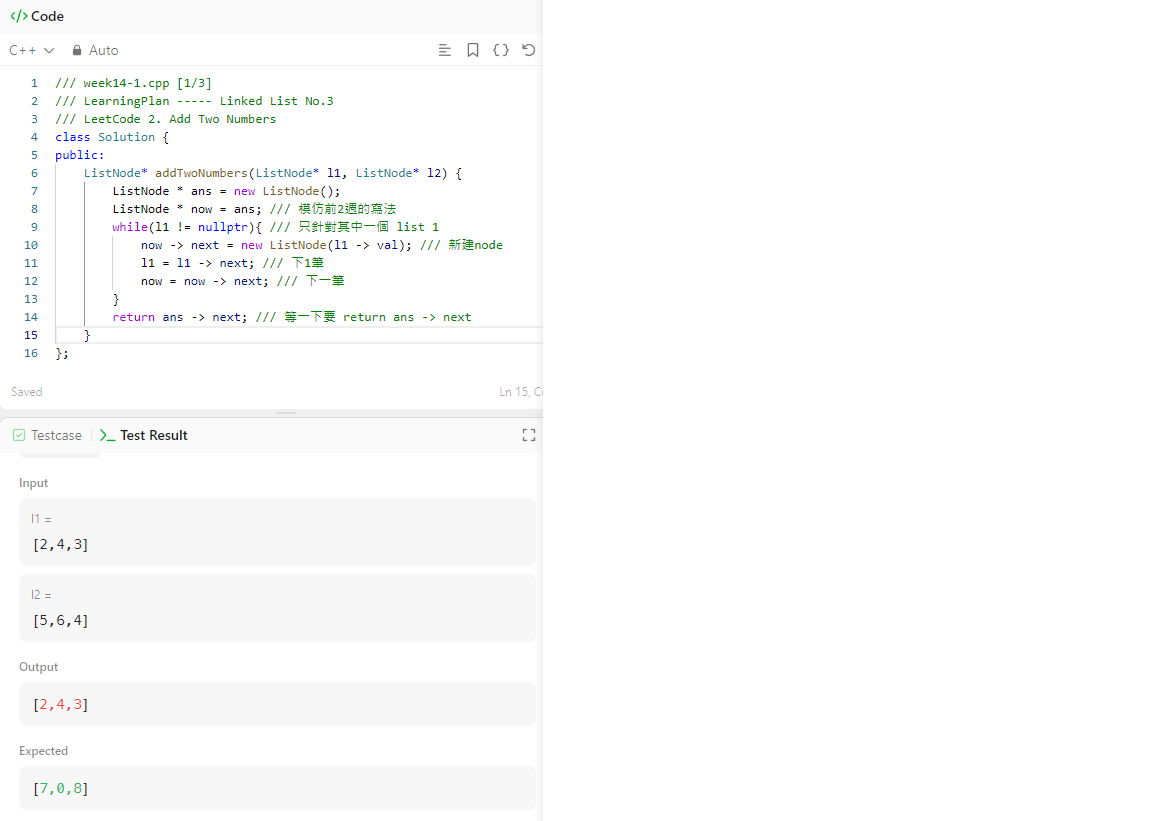 </> Code
C++ Auto
1 /// week14-1.cpp [1/3]
2 /// LearningPlan ----- Linked List No.3
3 /// LeetCode 2. Add Two Numbers
4 class Solution {
5 public:
6 ListNode* addTwoNumbers(ListNode* l1, ListNode* l2) {
7 ListNode * ans = new ListNode();
8 ListNode * now = ans; /// 模仿前2週的寫法
9 while(l1 != nullptr){ /// 只針對其中一個 list 1
10 now -> next = new ListNode(l1 -> val); /// 新建node
11 l1 = l1 -> next; /// 下1筆
12 now = now -> next; /// 下一筆
13 }
14 return ans -> next; /// 等一下要 return ans -> next
15 }
16 };
Saved Ln 15, C
Testcase Test Result
Input
l1 =
[2,4,3]
l2 =
[5,6,4]
Output
[2,4,3]
Expected
[7,0,8]